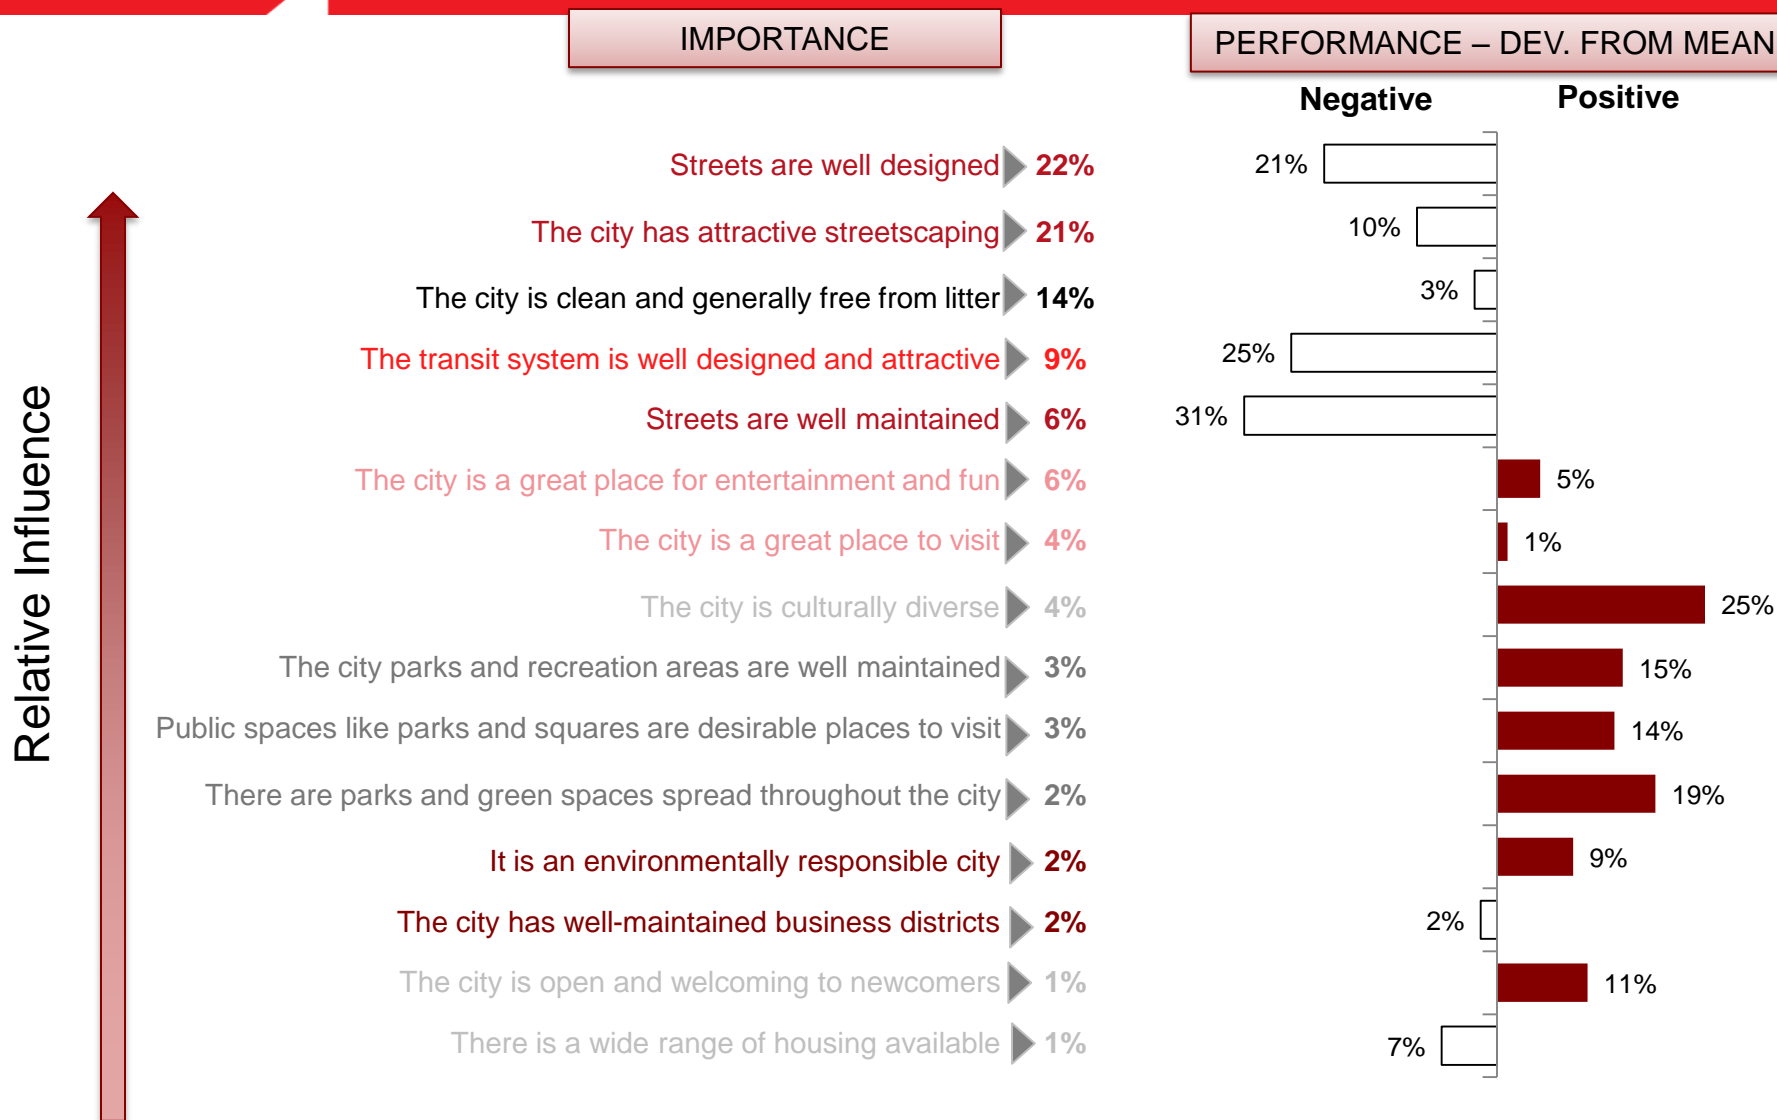 IMPORTANCE
PERFORMANCE – DEV. FROM MEAN
Negative Positive
Streets are well designed 22% 21%
The city has attractive streetscaping 21% 10%
The city is clean and generally free from litter 14% 3%
The transit system is well designed and attractive 9% 25%
Streets are well maintained 6% 31%
The city is a great place for entertainment and fun 6% 5%
The city is a great place to visit 4% 1%
The city is culturally diverse 4% 25%
The city parks and recreation areas are well maintained 3% 15%
Public spaces like parks and squares are desirable places to visit 3% 14%
There are parks and green spaces spread throughout the city 2% 19%
It is an environmentally responsible city 2% 9%
The city has well-maintained business districts 2% 2%
The city is open and welcoming to newcomers 1% 11%
There is a wide range of housing available 1% 7%
Relative Influence